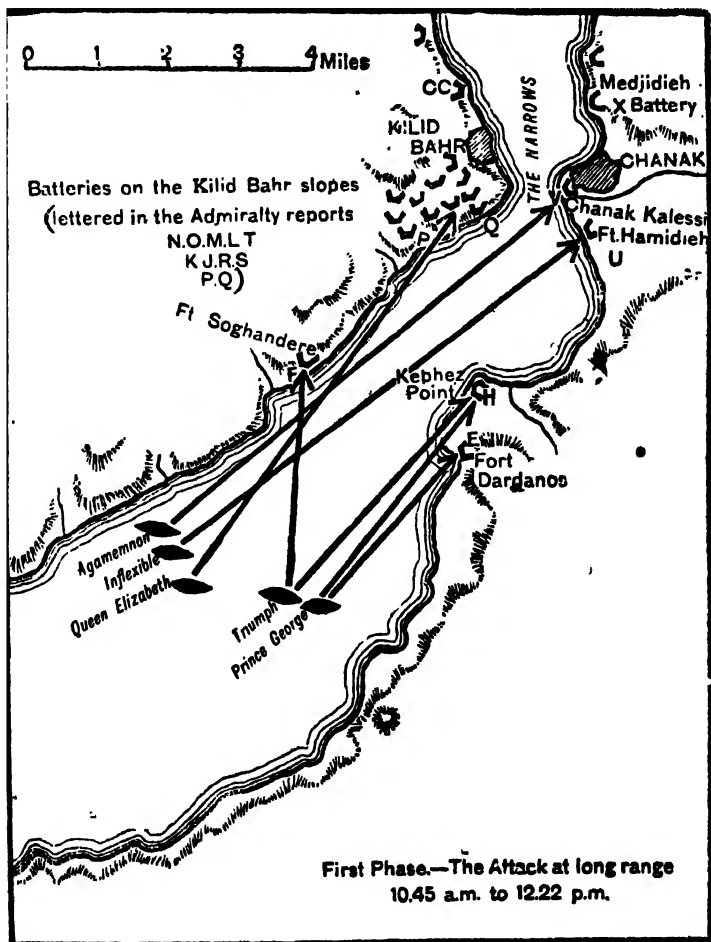 0 1 2 3 4 Miles
CC
KILID
BAHR
THE NARROWS
Medjidieh
X Battery
CHANAK
Batteries on the Kilid Bahr slopes
(lettered in the Admiralty reports
N.O.M.L T
K J.R.S
P.Q)
P
Q
Chanak Kalessi
Ft. Hamidieh
U
Ft Soghandere
F
Kephez
Point
H
E
Fort
Dardanos
Agamemnon
Inflexible
Queen Elizabeth
Triumph
Prince George
First Phase.—The Attack at long range
10.45 a.m. to 12.22 p.m.